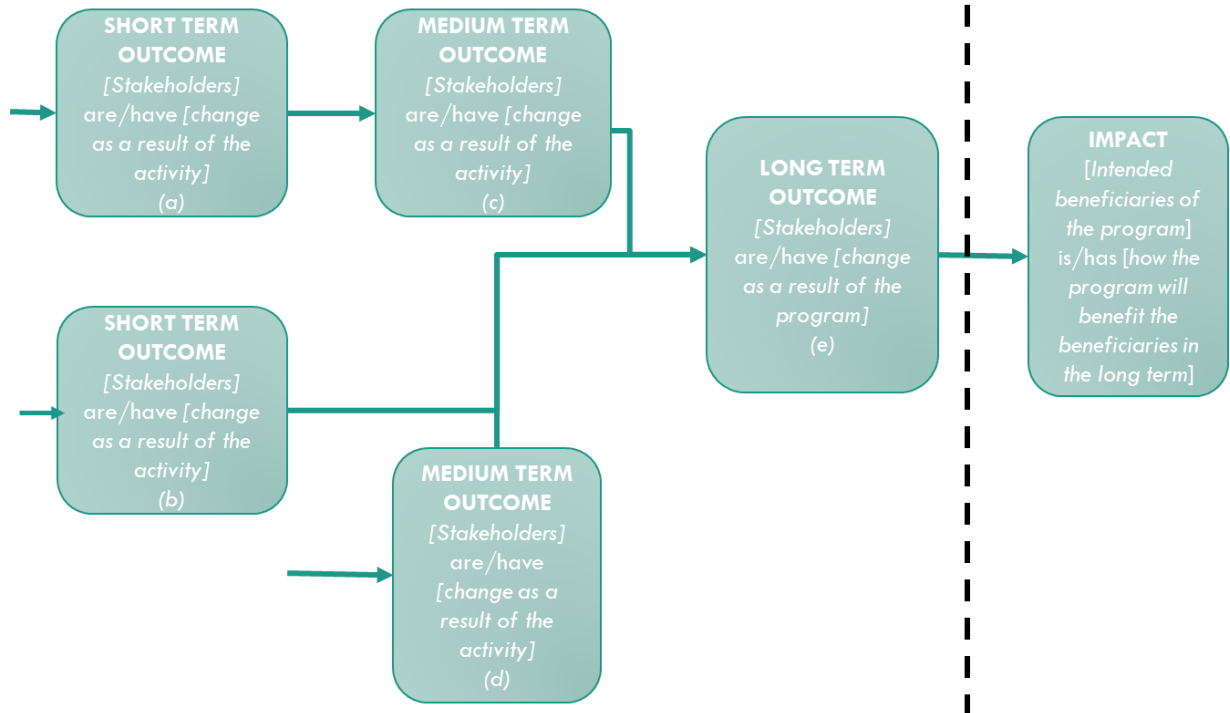 SHORT TERM
OUTCOME
[Stakeholders]
are/have [change
as a result of the
activity]
(a)
MEDIUM TERM
OUTCOME
[Stakeholders]
are/have [change
as a result of the
activity]
(c)
SHORT TERM
OUTCOME
[Stakeholders]
are/have [change
as a result of the
activity]
(b)
MEDIUM TERM
OUTCOME
[Stakeholders]
are/have
[change as a
result of the
activity]
(d)
LONG TERM
OUTCOME
[Stakeholders]
are/have [change
as a result of the
program]
(e)
IMPACT
[Intended
beneficiaries of
the program]
is/has [how the
program will
benefit the
beneficiaries in
the long term]